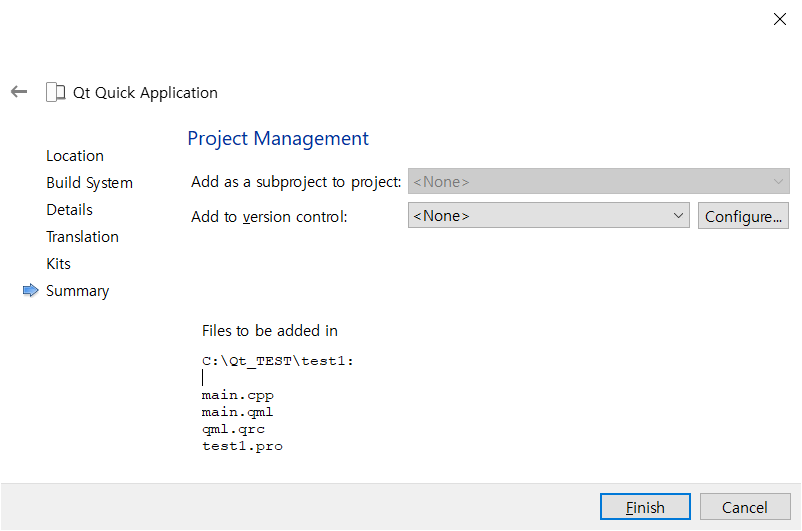 Qt Quick Application
Location
Build System
Details
Translation
Kits
Summary
Project Management
Add as a subproject to project: <None>
Add to version control: <None> Configure...
Files to be added in
C:\Qt_TEST\test1:
main.cpp
main.qml
qml.qrc
test1.pro
Finish Cancel